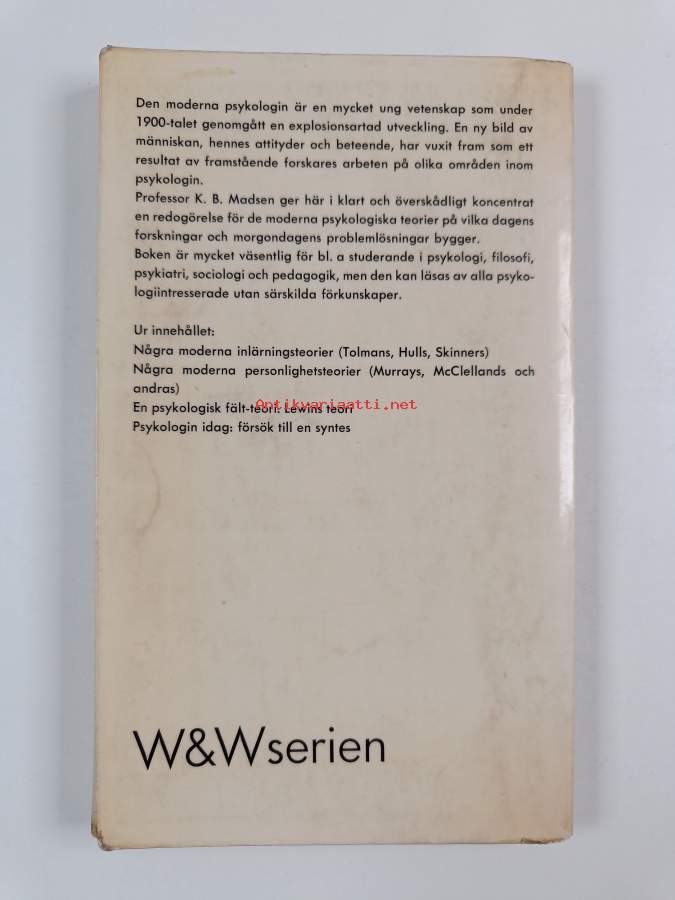 Den moderna psykologin är en mycket ung vetenskap som under
1900-talet genomgått en explosionsartad utveckling. En ny bild av
människan, hennes attityder och beteende, har vuxit fram som ett
resultat av framstående forskares arbeten på olika områden inom
psykologin.
Professor K. B. Madsen ger här i klart och överskådligt koncentrat
en redogörelse för de moderna psykologiska teorier på vilka dagens
forskningar och morgondagens problemlösningar bygger.
Boken är mycket väsentlig för bl. a studerande i psykologi, filosofi,
psykiatri, sociologi och pedagogik, men den kan läsas av alla psyko-
logiintresserade utan särskilda förkunskaper.
Ur innehållet:
Några moderna inlärningsteorier (Tolmans, Hulls, Skinners)
Några moderna personlighetsteorier (Murrays, McClellands och
andras)
Antikvariaatti.net
En psykologisk fält-teori: Lewins teori
Psykologin idag: försök till en syntes
W&Wserien